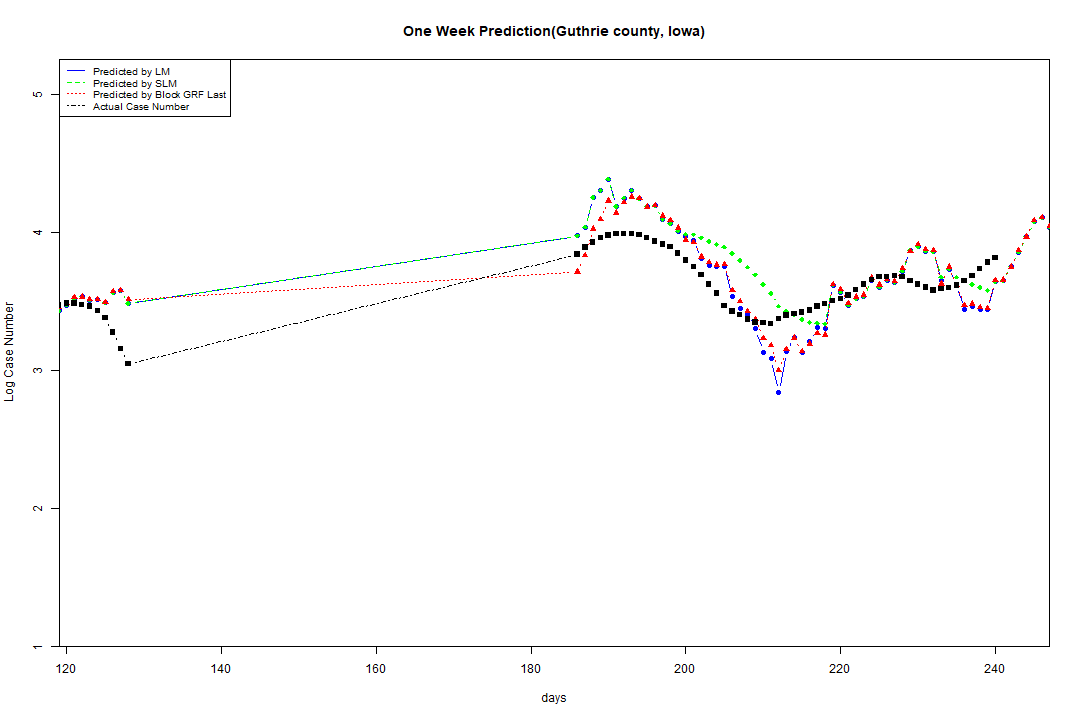 One Week Prediction(Guthrie county, Iowa)
Predicted by LM
Predicted by SLM
Predicted by Block GRF Last
Actual Case Number
5
4
3
2
1
Log Case Number
120 140 160 180 200 220 240
days